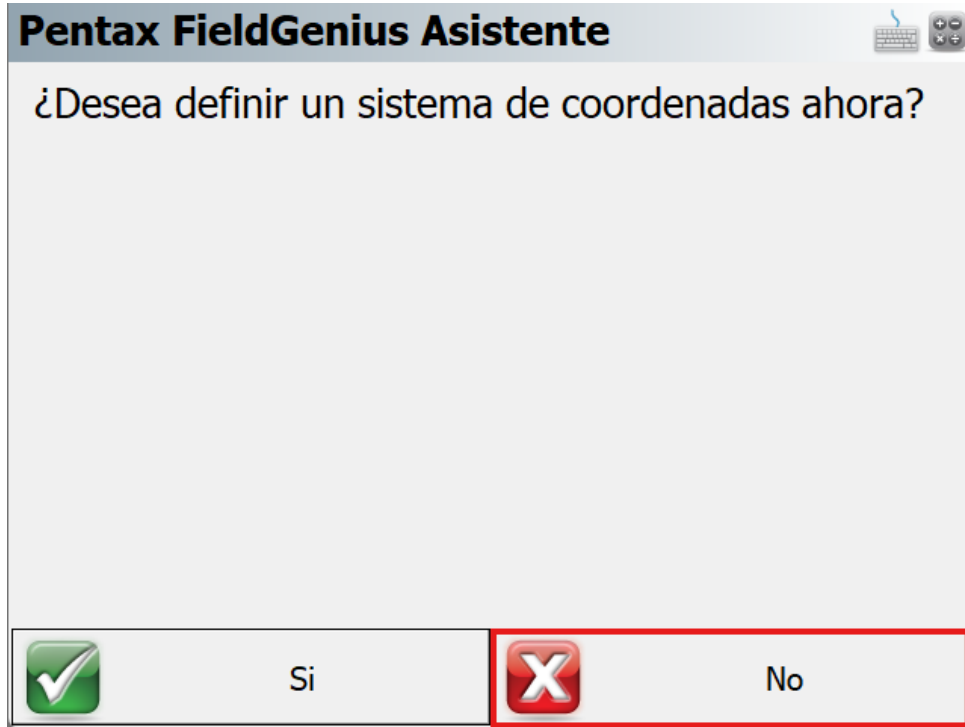 Pentax FieldGenius Asistente
¿Desea definir un sistema de coordenadas ahora?
Si
No